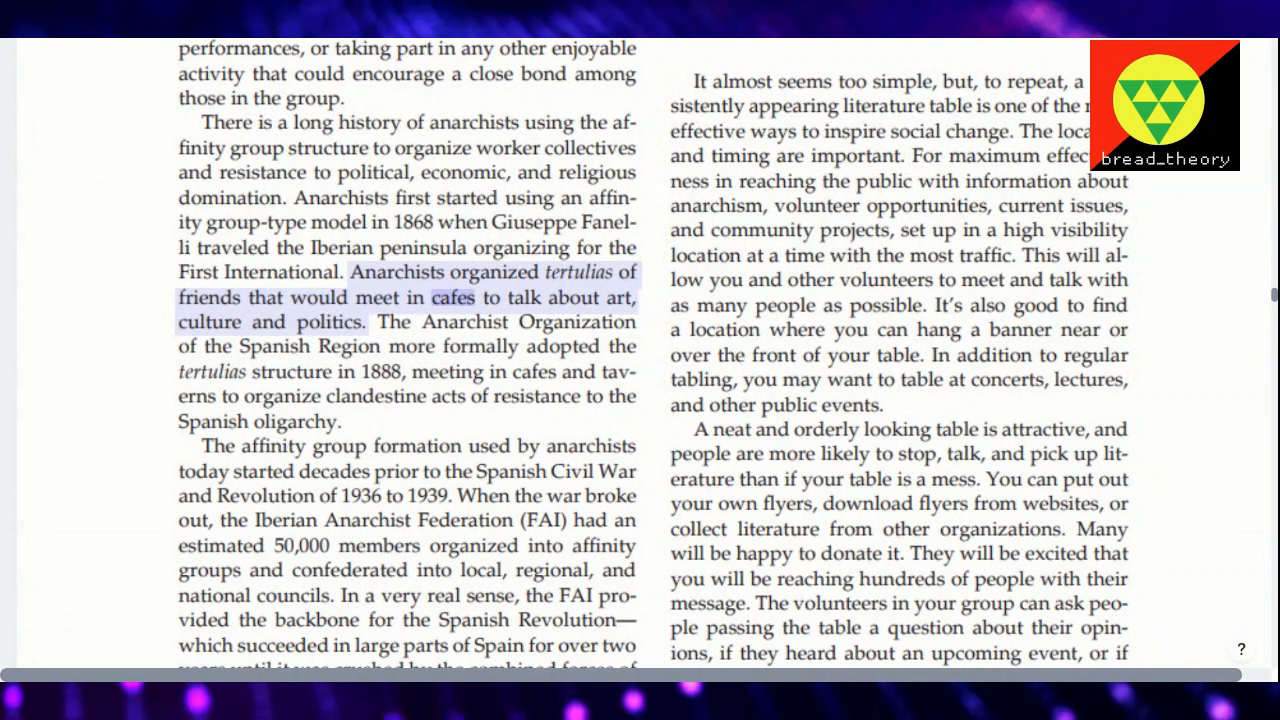 performances, or taking part in any other enjoyable
activity that could encourage a close bond among
those in the group.
There is a long history of anarchists using the af-
finity group structure to organize worker collectives
and resistance to political, economic, and religious
domination. Anarchists first started using an affin-
ity group-type model in 1868 when Giuseppe Fanel-
li traveled the Iberian peninsula organizing for the
First International. Anarchists organized tertulias of
friends that would meet in cafes to talk about art,
culture and politics. The Anarchist Organization
of the Spanish Region more formally adopted the
tertulias structure in 1888, meeting in cafes and tav-
erns to organize clandestine acts of resistance to the
Spanish oligarchy.
The affinity group formation used by anarchists
today started decades prior to the Spanish Civil War
and Revolution of 1936 to 1939. When the war broke
out, the Iberian Anarchist Federation (FAI) had an
estimated 50,000 members organized into affinity
groups and confederated into local, regional, and
national councils. In a very real sense, the FAI pro-
vided the backbone for the Spanish Revolution—
which succeeded in large parts of Spain for over two
It almost seems too simple, but, to repeat, a
sistently appearing literature table is one of the
effective ways to inspire social change. The
and timing are important. For maximum
ness in reaching the public with information about
anarchism, volunteer opportunities, current issues,
and community projects, set up in a high visibility
location at a time with the most traffic. This will al-
low you and other volunteers to meet and talk with
as many people as possible. It's also good to find
a location where you can hang a banner near or
over the front of your table. In addition to regular
tabling, you may want to table at concerts, lectures,
and other public events.
A neat and orderly looking table is attractive, and
people are more likely to stop, talk, and pick up lit-
erature than if your table is a mess. You can put out
your own flyers, download flyers from websites, or
collect literature from other organizations. Many
will be happy to donate it. They will be excited that
you will be reaching hundreds of people with their
message. The volunteers in your group can ask peo-
ple passing the table a question about their opin-
ions, if they heard about an upcoming event, or if
bread_theory
?